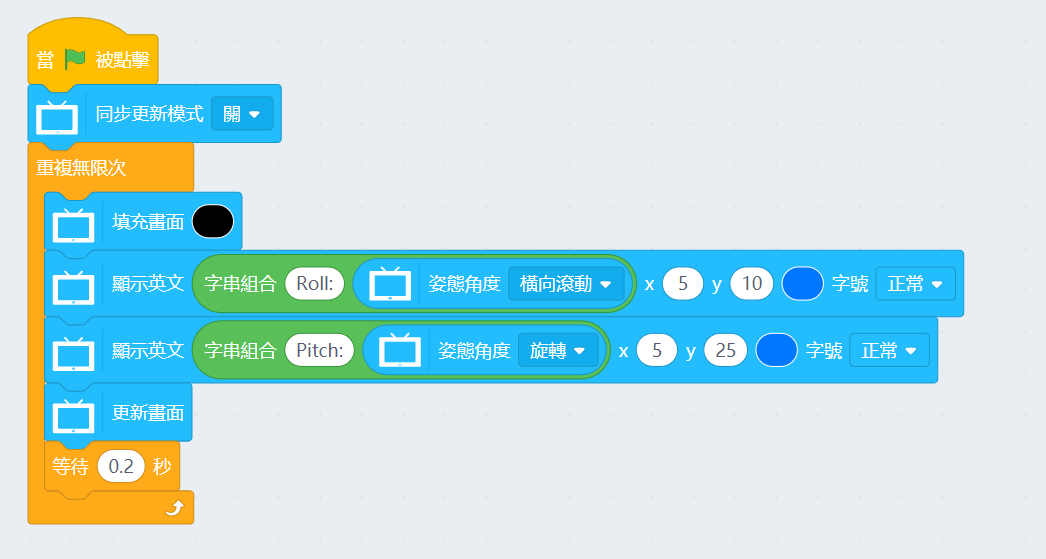 當 被點擊
同步更新模式 關
重複無限次
填充畫面
顯示英文 字串組合 Roll: 姿態角度 橫向滾動 x 5 y 10 字號 正常
顯示英文 字串組合 Pitch: 姿態角度 旋轉 x 5 y 25 字號 正常
更新畫面
等待 0.2 秒